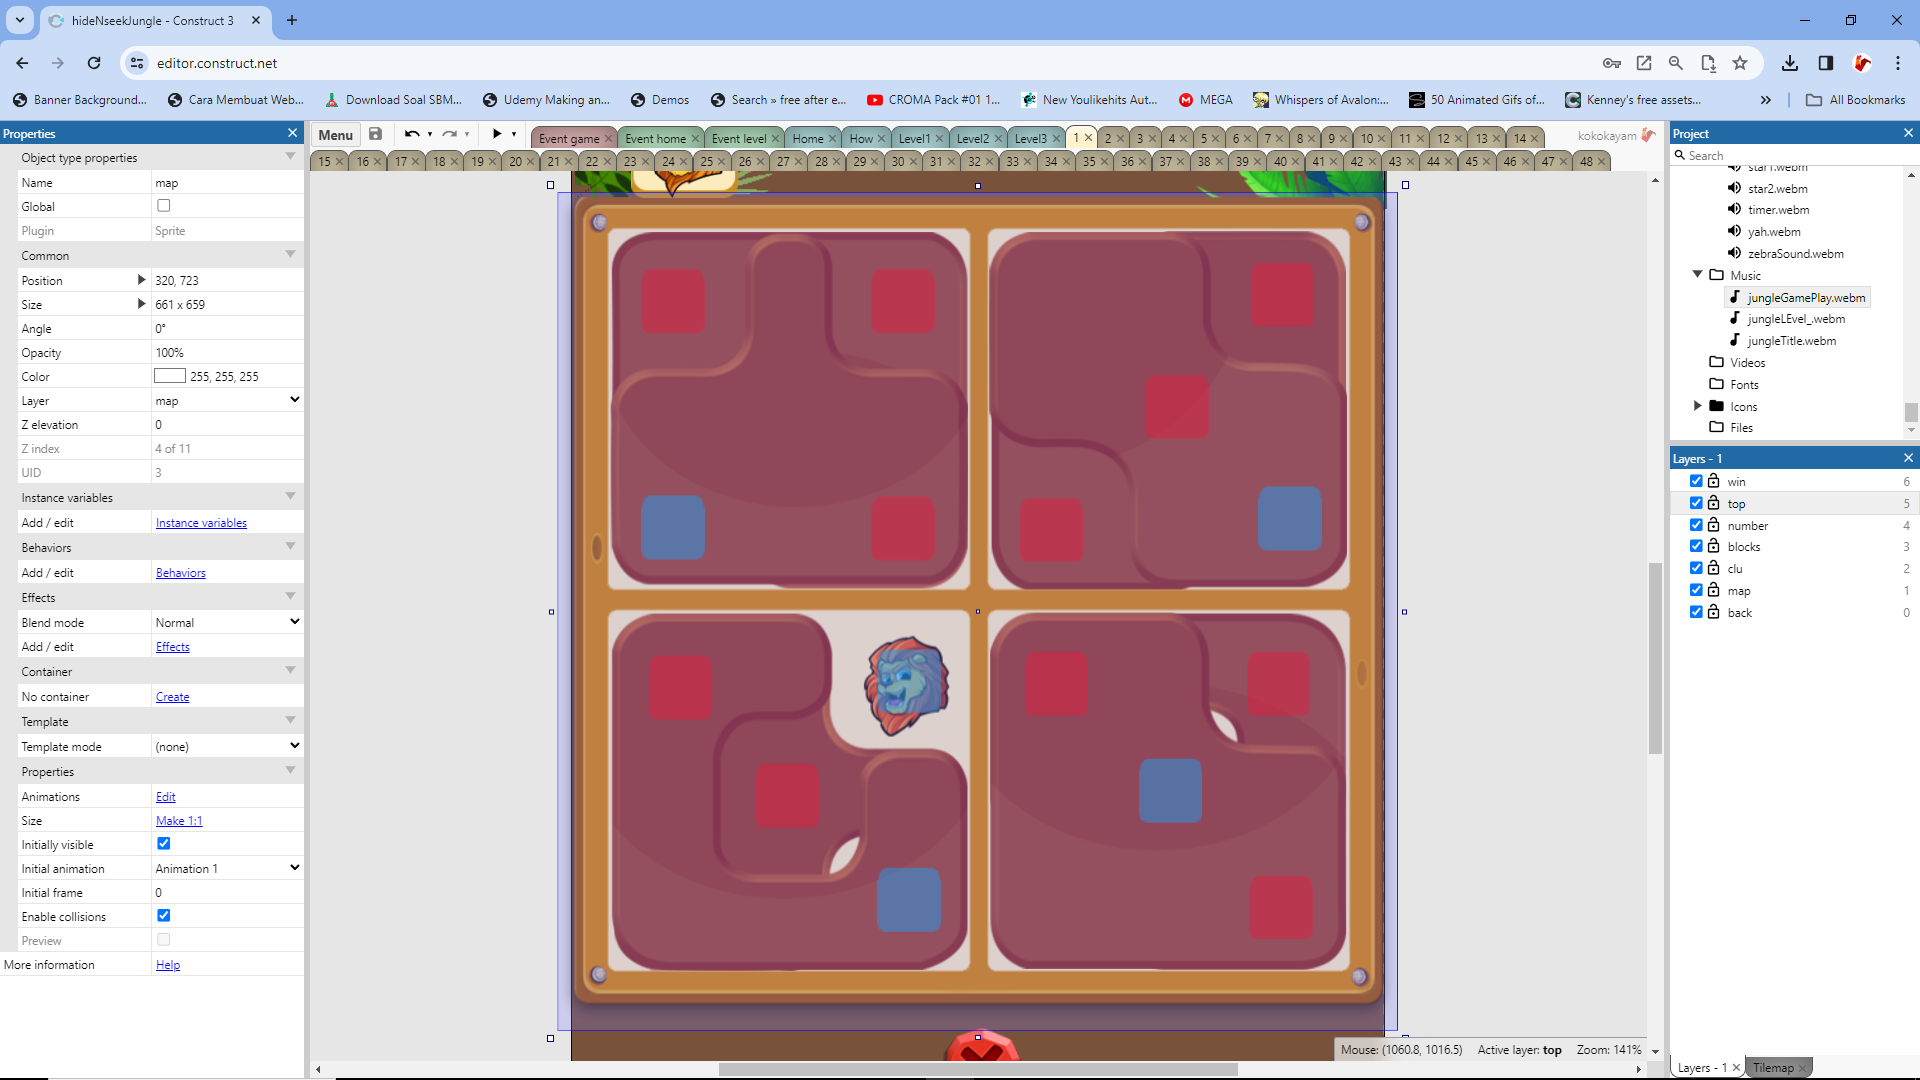 hideNseekJungle - Construct 3
editor.construct.net
Banner Background... Cara Membuat Web... Download Soal SBM... Udemy Making an... Demos Search » free after e... CROMA Pack #01 1... New Youlikehits Aut... MEGA Whispers of Avalon:... 50 Animated Gifs of... Kenney's free assets... » All Bookmarks
Properties
Menu Event game Event home Event level Home How Level1 Level2 Level3 1 2 3 4 5 6 7 8 9 10 11 12 13 14 kokokayam
15 16 17 18 19 20 21 22 23 24 25 26 27 28 29 30 31 32 33 34 35 36 37 38 39 40 41 42 43 44 45 46 47 48
Object type properties
Name map
Global
Plugin Sprite
Common
Position 320, 723
Size 661 x 659
Angle 0°
Opacity 100%
Color 255, 255, 255
Layer map
Z elevation 0
Z index 4 of 11
UID 3
Instance variables
Add / edit Instance variables
Behaviors
Add / edit Behaviors
Effects
Blend mode Normal
Add / edit Effects
Container
No container Create
Template
Template mode (none)
Properties
Animations Edit
Size Make 1:1
Initially visible
Initial animation Animation 1
Initial frame 0
Enable collisions
Preview
More information Help
Project
Search
star1.webm
star2.webm
timer.webm
yah.webm
zebraSound.webm
Music
jungleGamePlay.webm
jungleLEvel_.webm
jungleTitle.webm
Videos
Fonts
Icons
Files
Layers - 1
win 6
top 5
number 4
blocks 3
clu 2
map 1
back 0
Mouse: (1060.8, 1016.5) Active layer: top Zoom: 141%
Layers - 1 Tilemap